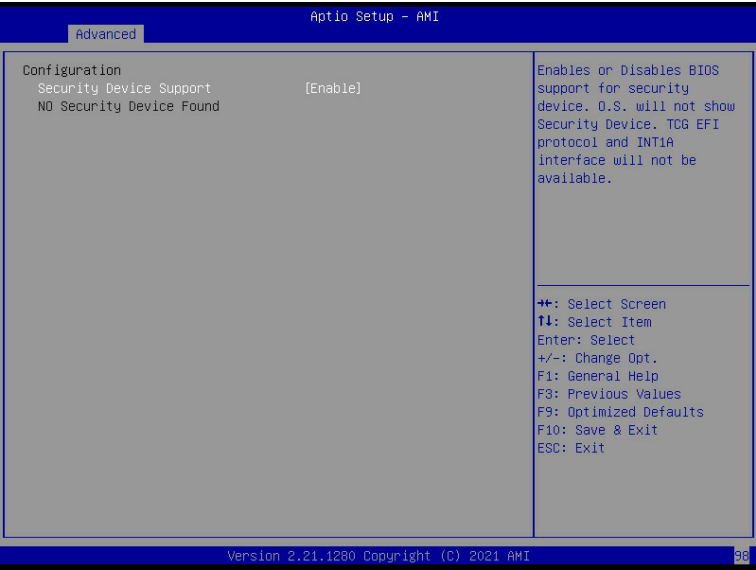 Aptio Setup – AMI
Advanced
Configuration
Security Device Support [Enable]
NO Security Device Found
Enables or Disables BIOS
support for security
device. O.S. will not show
Security Device. TCG EFI
protocol and INT1A
interface will not be
available.
→←: Select Screen
↑↓: Select Item
Enter: Select
+/-: Change Opt.
F1: General Help
F3: Previous Values
F9: Optimized Defaults
F10: Save & Exit
ESC: Exit
Version 2.21.1280 Copyright (C) 2021 AMI
98